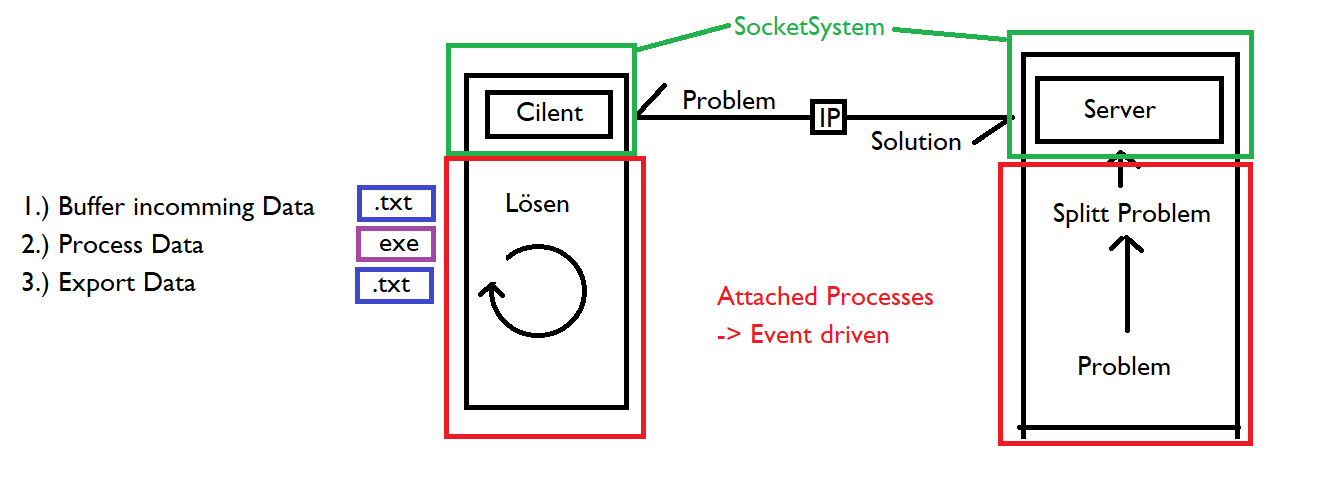 SocketSystem
Cilent
Problem
IP
Solution
Server
1.) Buffer incomming Data
.txt
2.) Process Data
exe
3.) Export Data
.txt
Lösen
Attached Processes
-> Event driven
Splitt Problem
Problem